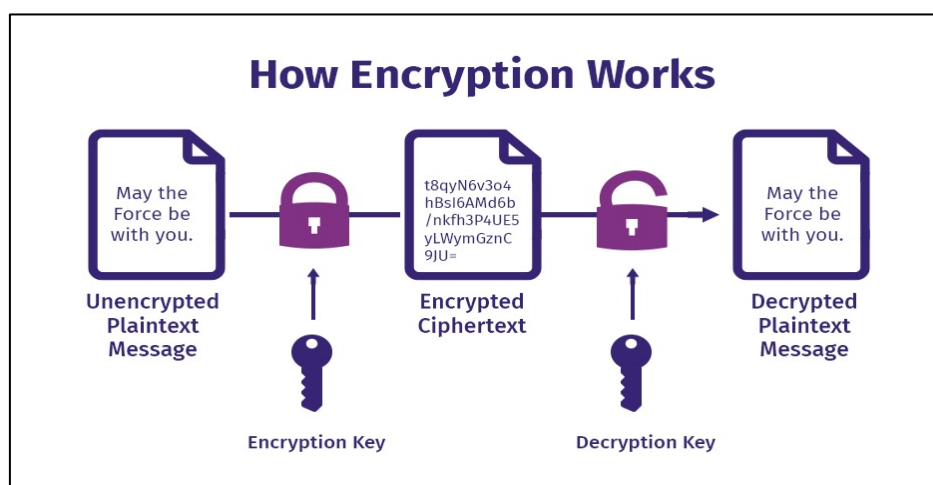 How Encryption Works
May the
Force be
with you.
t8qyN6v3o4
hBsI6AMd6b
/nkfh3P4UE5
yLWymGznC
9JU=
May the
Force be
with you.
Unencrypted
Plaintext
Message
Encrypted
Ciphertext
Decrypted
Plaintext
Message
Encryption Key
Decryption Key